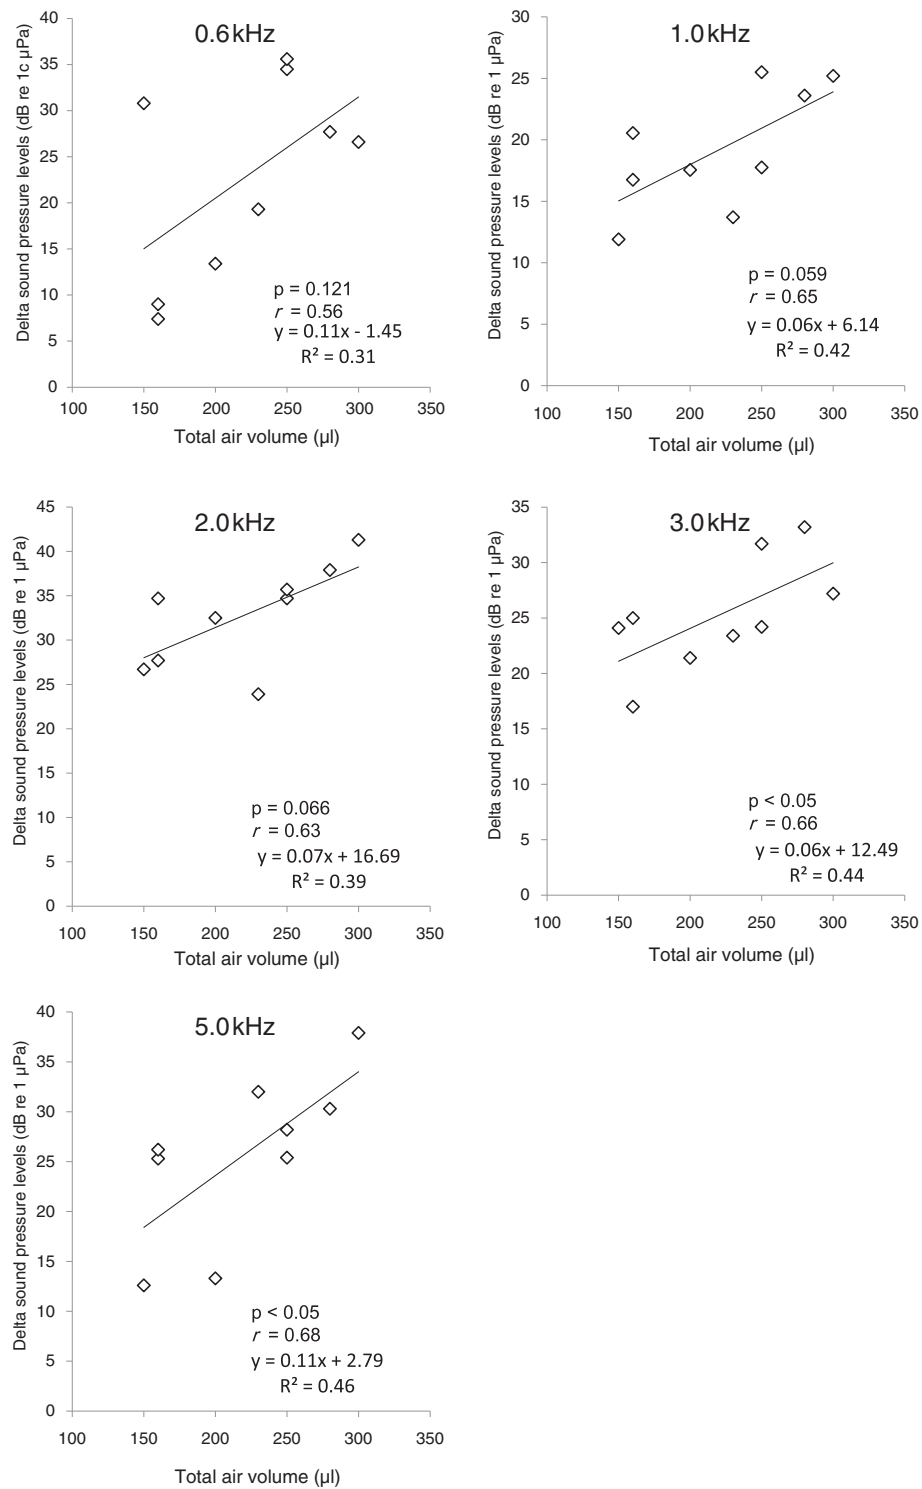 0.6 kHz
Delta sound pressure levels (dB re 1c µPa)
40
35
30
25
20
15
10
5
0
p = 0.121
r = 0.56
y = 0.11x - 1.45
R² = 0.31
100 150 200 250 300 350
Total air volume (µl)
1.0 kHz
Delta sound pressure levels (dB re 1 µPa)
30
25
20
15
10
5
0
p = 0.059
r = 0.65
y = 0.06x + 6.14
R² = 0.42
100 150 200 250 300 350
Total air volume (µl)
2.0 kHz
Delta sound pressure levels (dB re 1 µPa)
45
40
35
30
25
20
15
10
5
0
p = 0.066
r = 0.63
y = 0.07x + 16.69
R² = 0.39
100 150 200 250 300 350
Total air volume (µl)
3.0 kHz
Delta sound pressure levels (dB re 1 µPa)
35
30
25
20
15
10
5
0
p < 0.05
r = 0.66
y = 0.06x + 12.49
R² = 0.44
100 150 200 250 300 350
Total air volume (µl)
5.0 kHz
Delta sound pressure levels (dB re 1 µPa)
40
35
30
25
20
15
10
5
0
p < 0.05
r = 0.68
y = 0.11x + 2.79
R² = 0.46
100 150 200 250 300 350
Total air volume (µl)